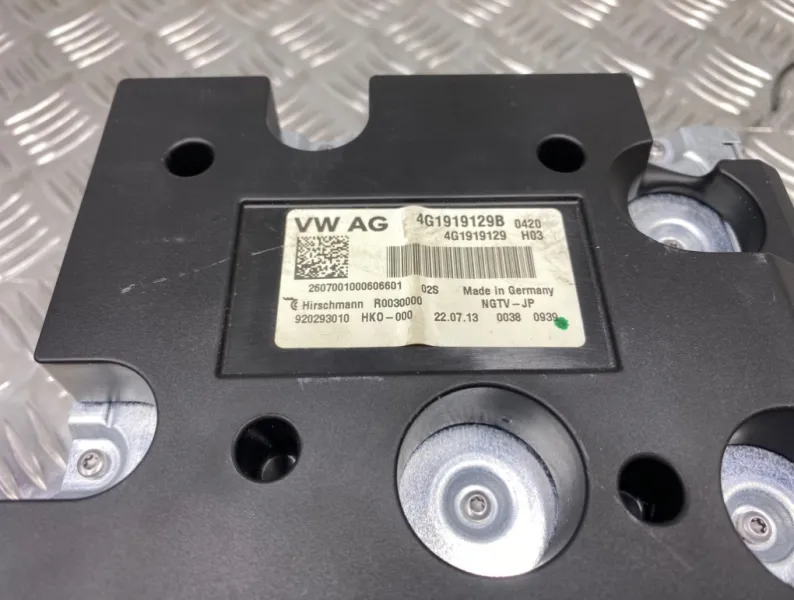 VW AG 4G1919129B 0420
4G1919129 H03
2607001000606601 02S Made in Germany
Hirschmann R0030000 NGTV-JP
920293010 HK0-000 22.07.13 0038 0939